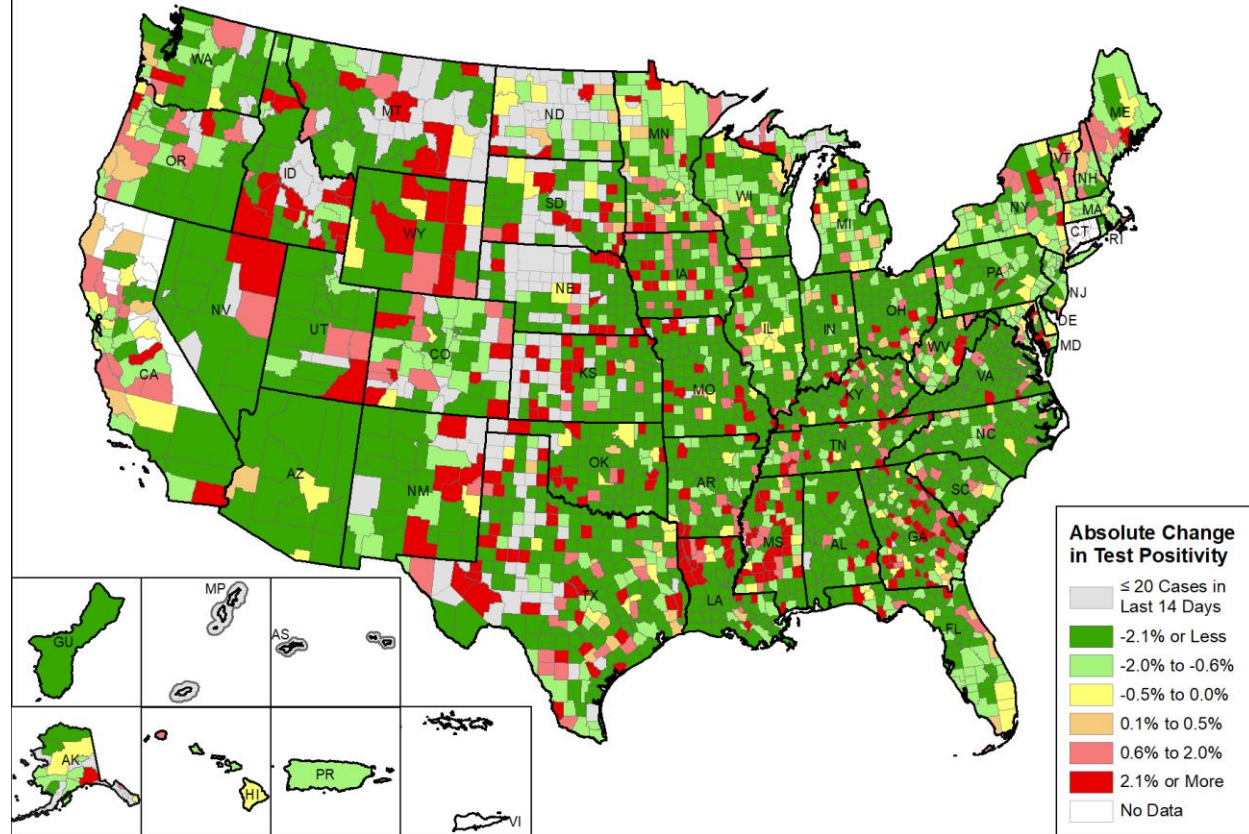 WA
MT
ND
MN
ME
OR
ID
SD
WI
VT
NH
NY
MA
WY
MI
CT
RI
IA
PA
NE
NJ
NV
OH
IL
IN
DE
UT
CO
WV
MD
CA
KS
MO
VA
KY
NC
TN
OK
AZ
NM
AR
SC
MS
AL
GA
TX
LA
FL
MP
GU
AS
AK
HI
PR
VI
Absolute Change
in Test Positivity
≤ 20 Cases in
Last 14 Days
-2.1% or Less
-2.0% to -0.6%
-0.5% to 0.0%
0.1% to 0.5%
0.6% to 2.0%
2.1% or More
No Data